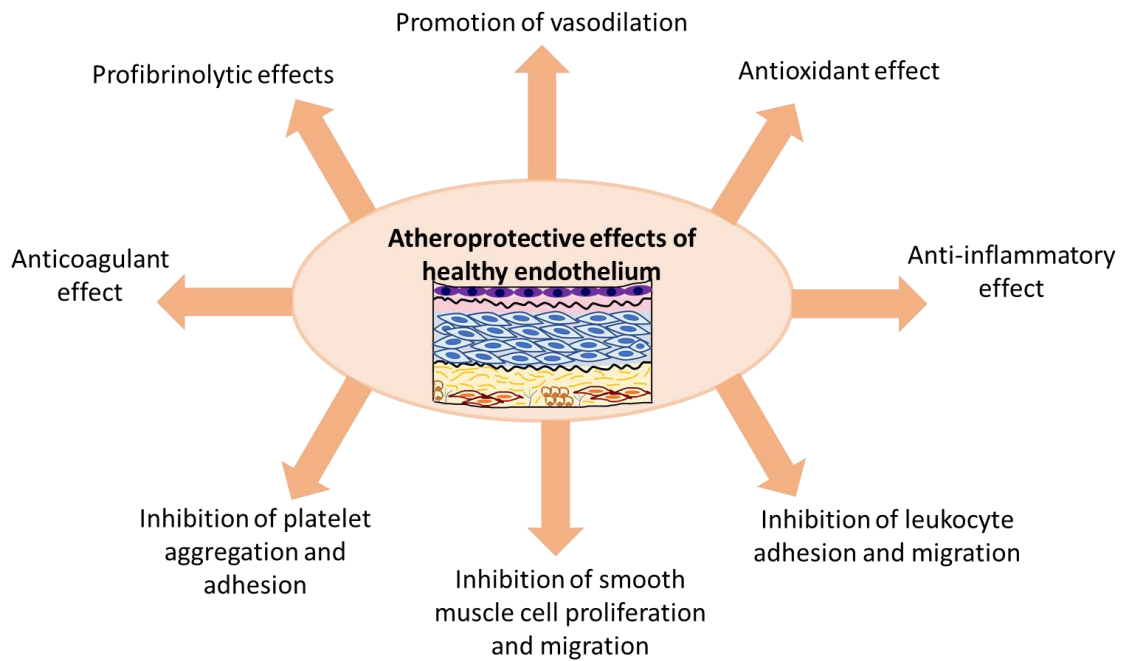 Promotion of vasodilation
Profibrinolytic effects
Antioxidant effect
Atheroprotective effects of
healthy endothelium
Anticoagulant
effect
Anti-inflammatory
effect
Inhibition of platelet
aggregation and
adhesion
Inhibition of leukocyte
adhesion and migration
Inhibition of smooth
muscle cell proliferation
and migration